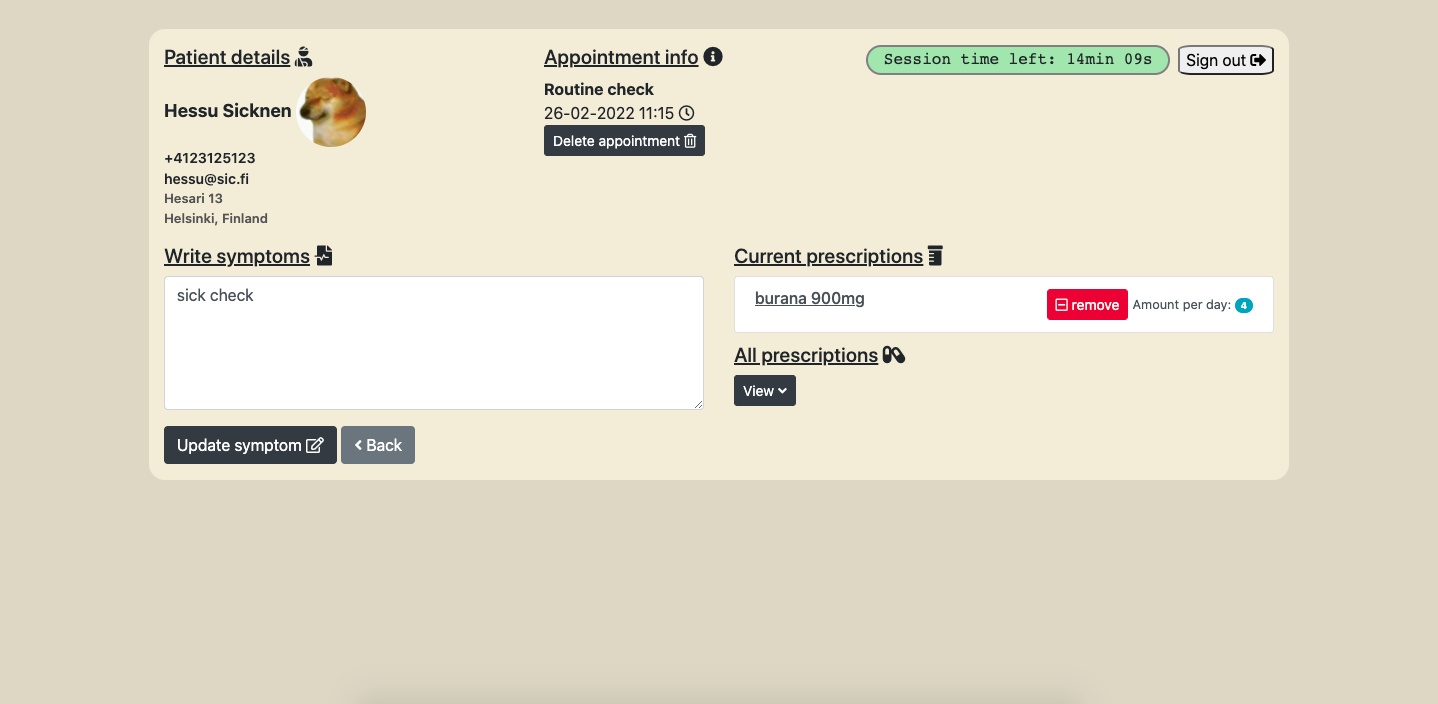 Patient details
Hessu Sicknen
+4123125123
hessu@sic.fi
Hesari 13
Helsinki, Finland
Appointment info
Routine check
26-02-2022 11:15
Delete appointment
Session time left: 14min 09s
Sign out
Write symptoms
sick check
Update symptom
Back
Current prescriptions
burana 900mg
remove
Amount per day: 4
All prescriptions
View